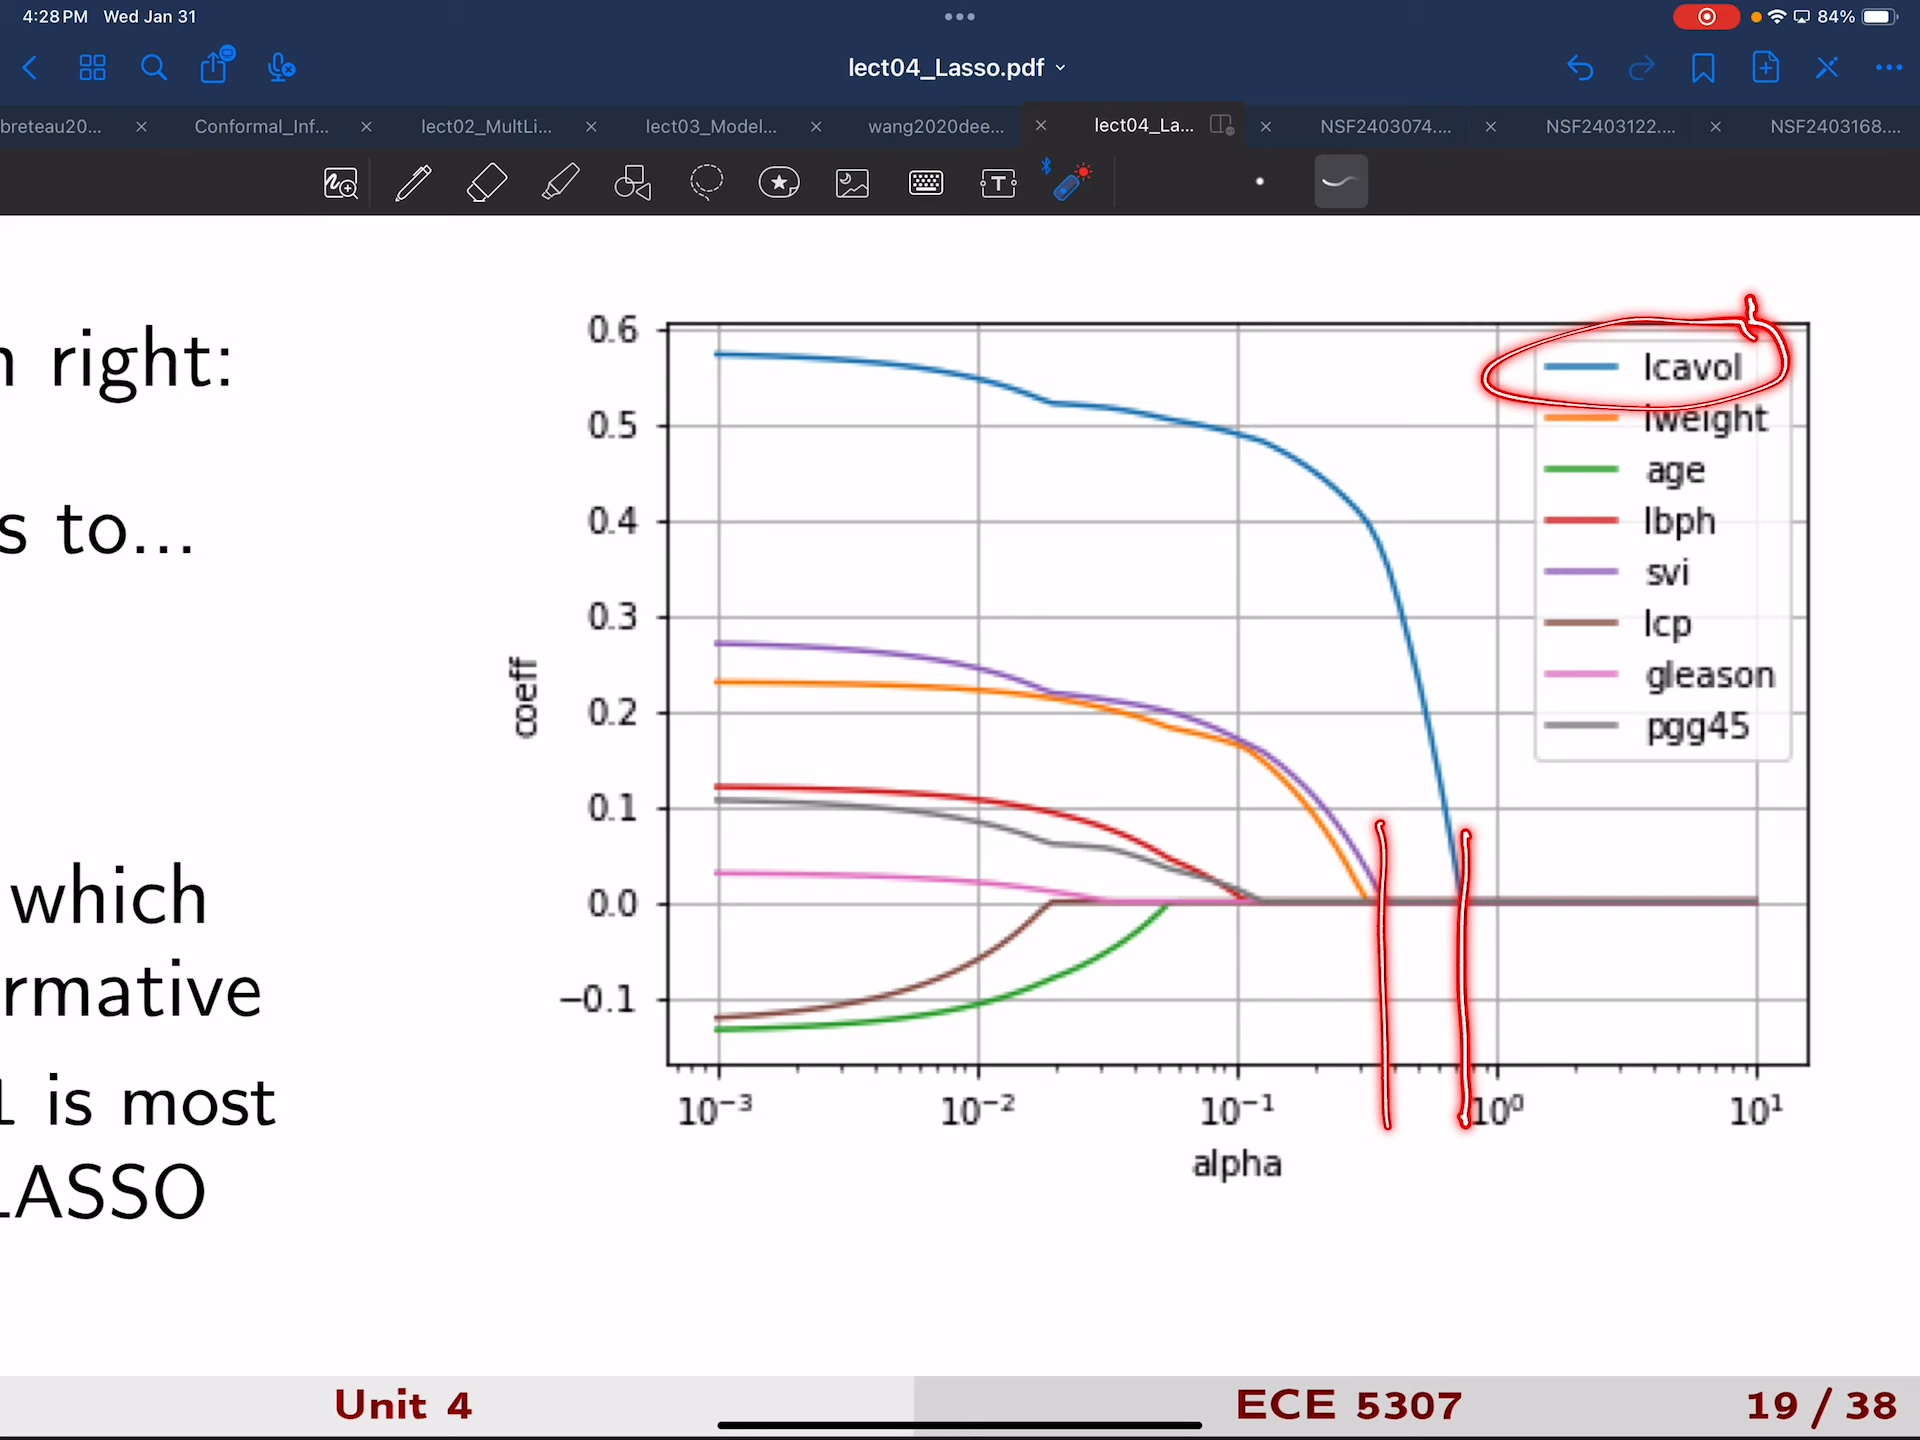 4:28 PM Wed Jan 31
84%
lect04_Lasso.pdf
breteau20...
Conformal_Inf...
lect02_MultLi...
lect03_Model...
wang2020dee...
lect04_La...
NSF2403074....
NSF2403122....
NSF2403168....
n right:
s to...
which
rmative
1 is most
LASSO
0.6
0.5
0.4
0.3
0.2
0.1
0.0
−0.1
coeff
10⁻³
10⁻²
10⁻¹
10⁰
10¹
alpha
lcavol
lweight
age
lbph
svi
lcp
gleason
pgg45
Unit 4
ECE 5307
19 / 38